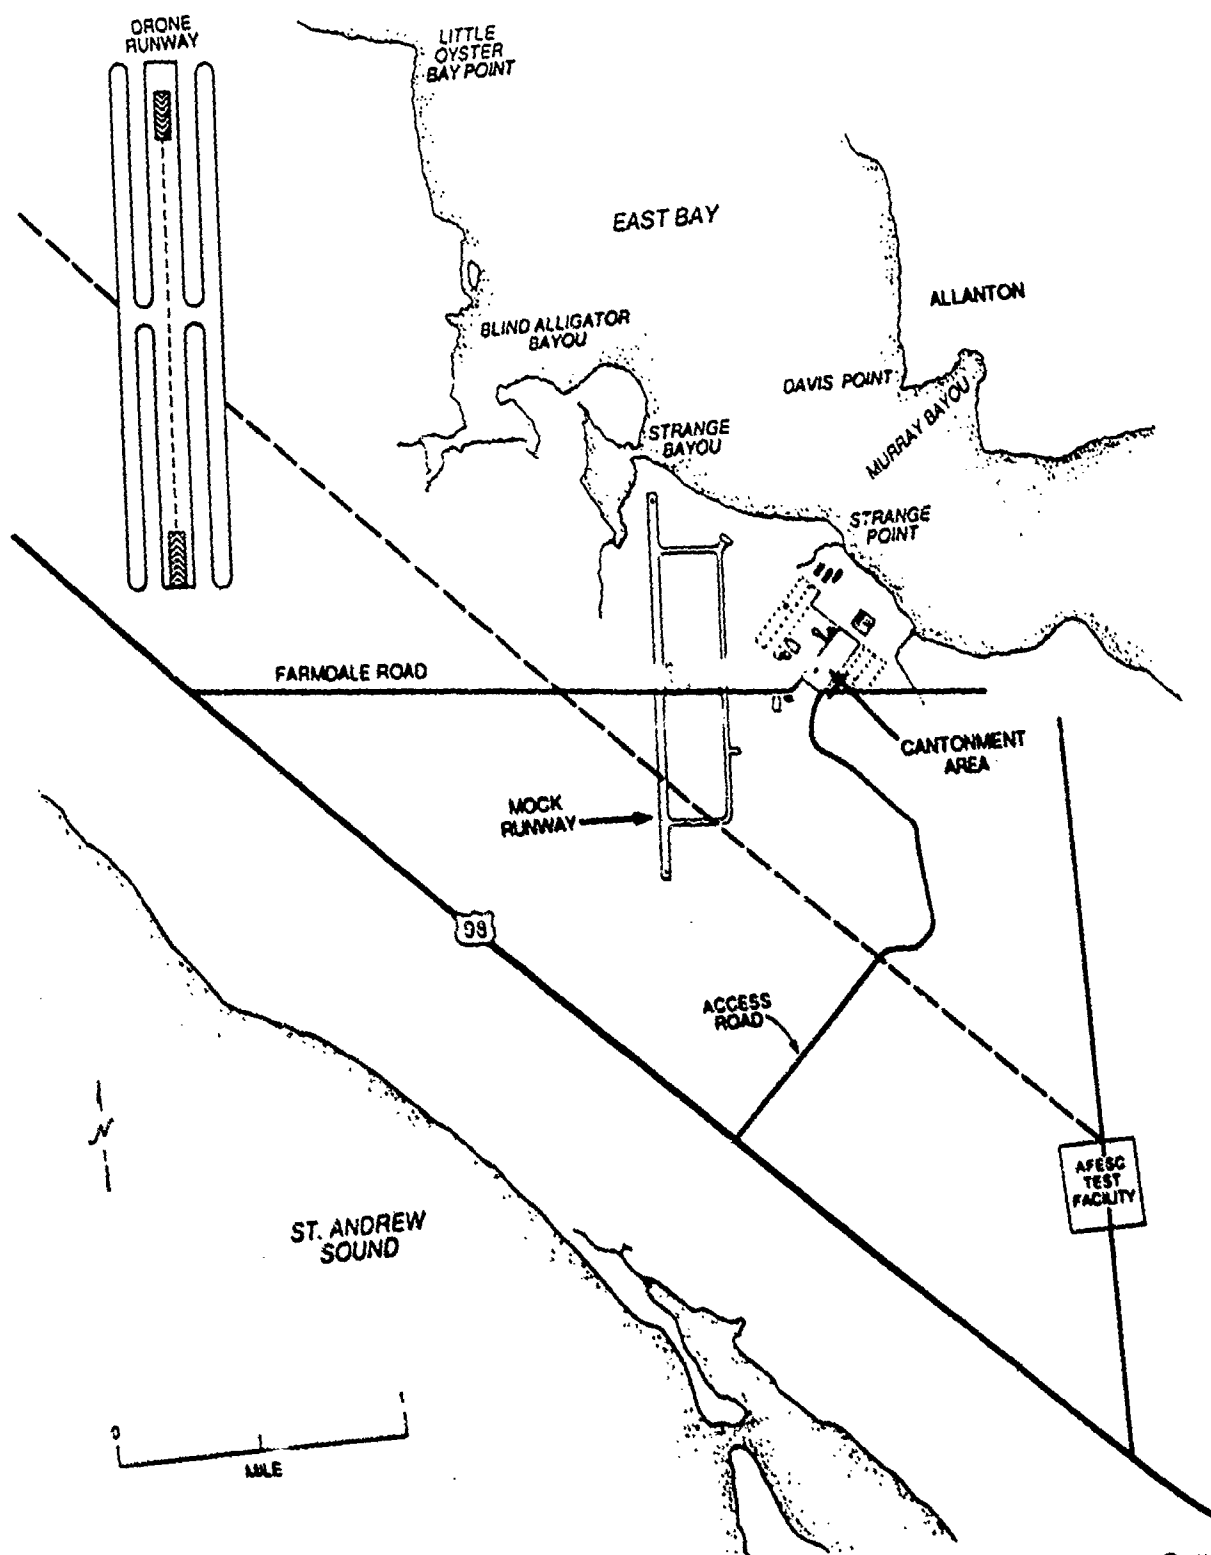 DRONE
RUNWAY
LITTLE
OYSTER
BAY POINT
EAST BAY
ALLANTON
BLIND ALLIGATOR
BAYOU
DAVIS POINT
MURRAY BAYOU
STRANGE
BAYOU
STRANGE
POINT
FARMDALE ROAD
CANTONMENT
AREA
MOCK
RUNWAY
98
ACCESS
ROAD
N
AFESC
TEST
FACILITY
ST. ANDREW
SOUND
0
1
MILE